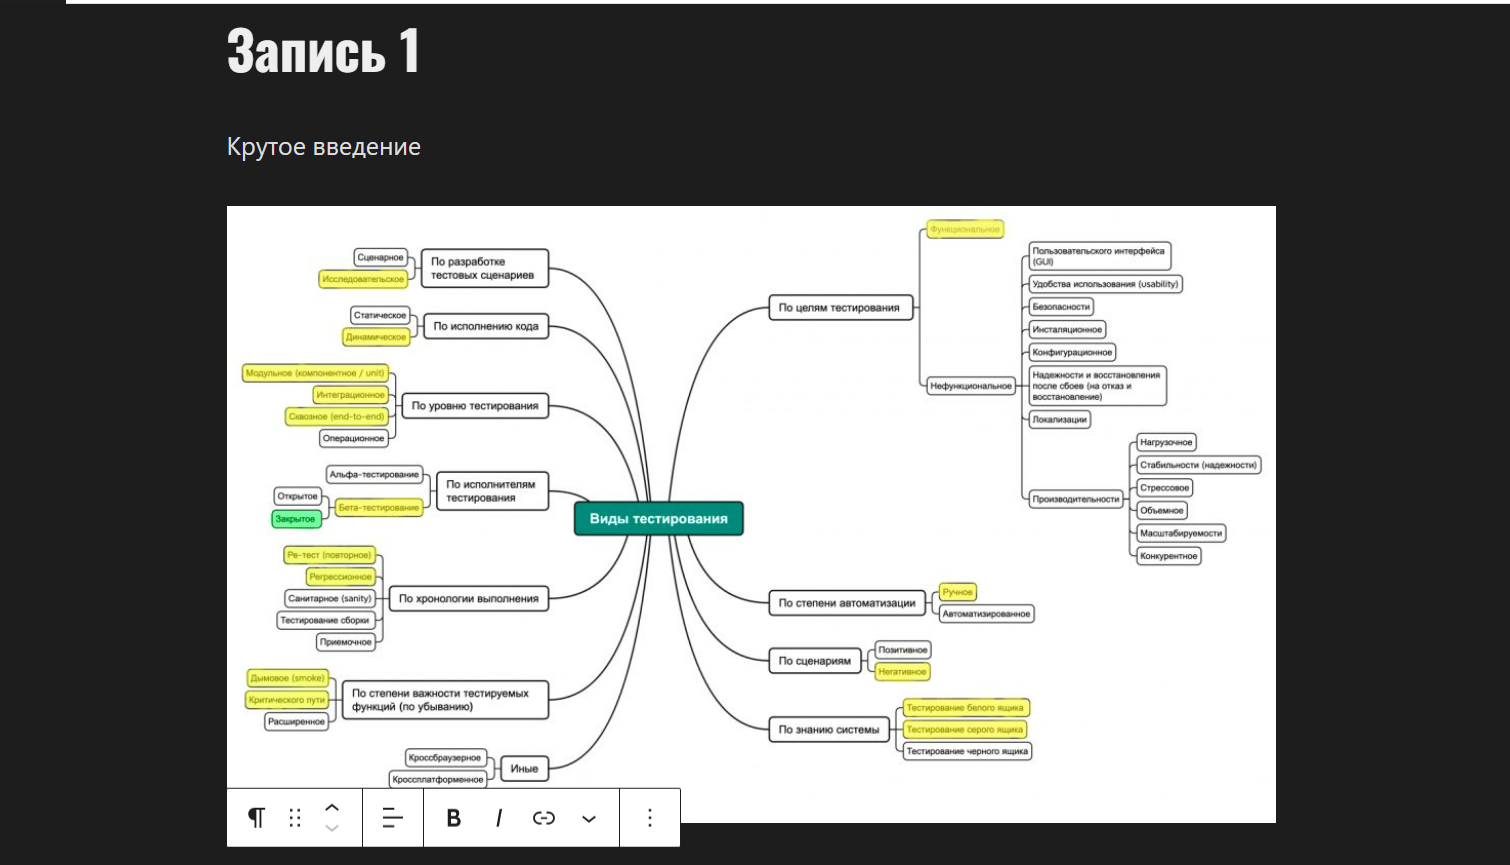 Запись 1
Крутое введение
Сценарное
Исследовательское
По разработке
тестовых сценариев
Статическое
Динамическое
По исполнению кода
Модульное (компонентное / unit)
Интеграционное
Сквозное (end-to-end)
Операционное
По уровню тестирования
Альфа-тестирование
Открытое
Закрытое
Бета-тестирование
По исполнителям
тестирования
Ре-тест (повторное)
Регрессионное
Санитарное (sanity)
Тестирование сборки
Приемочное
По хронологии выполнения
Дымовое (smoke)
Критического пути
Расширенное
По степени важности тестируемых
функций (по убыванию)
Кроссбраузерное
Кроссплатформенное
Иные
Виды тестирования
По целям тестирования
Функциональное
Нефункциональное
Пользовательского интерфейса
(GUI)
Удобства использования (usability)
Безопасности
Инсталяционное
Конфигурационное
Надежности и восстановления
после сбоев (на отказ и
восстановление)
Локализации
Производительности
Нагрузочное
Стабильности (надежности)
Стрессовое
Объемное
Масштабируемости
Конкурентное
По степени автоматизации
Ручное
Автоматизированное
По сценариям
Позитивное
Негативное
По знанию системы
Тестирование белого ящика
Тестирование серого ящика
Тестирование черного ящика
B I